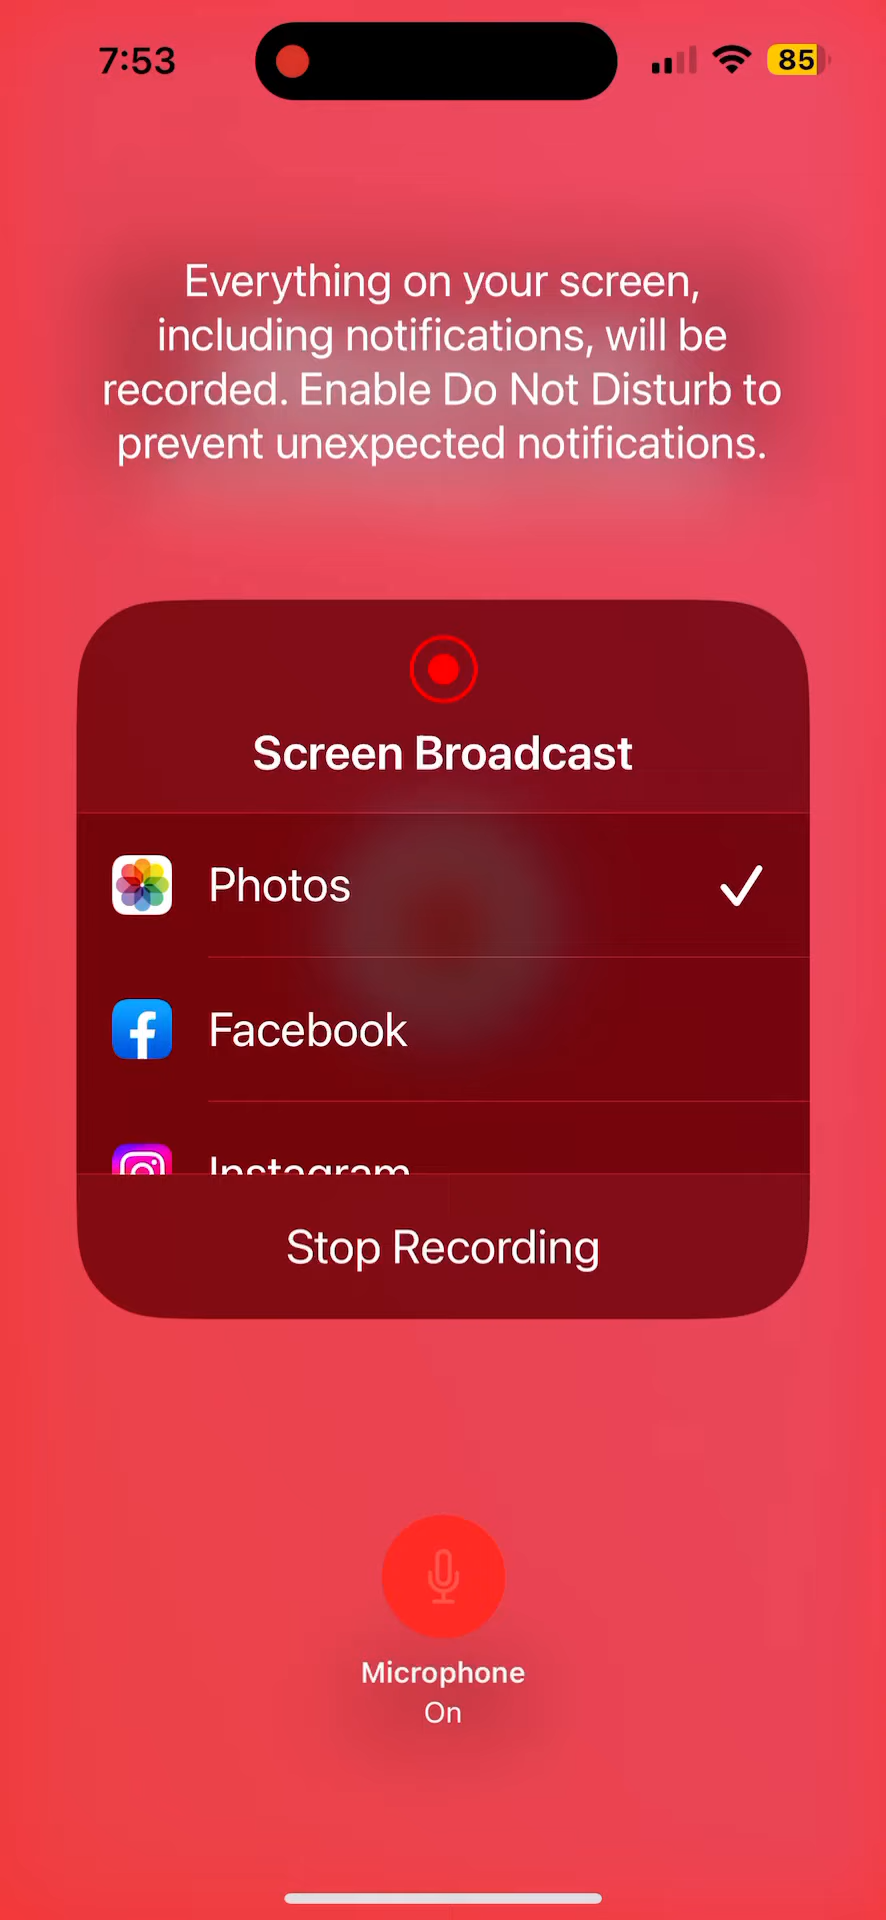 7:53
85
Everything on your screen,
including notifications, will be
recorded. Enable Do Not Disturb to
prevent unexpected notifications.
Screen Broadcast
Photos
Facebook
Instagram
Stop Recording
Microphone
On